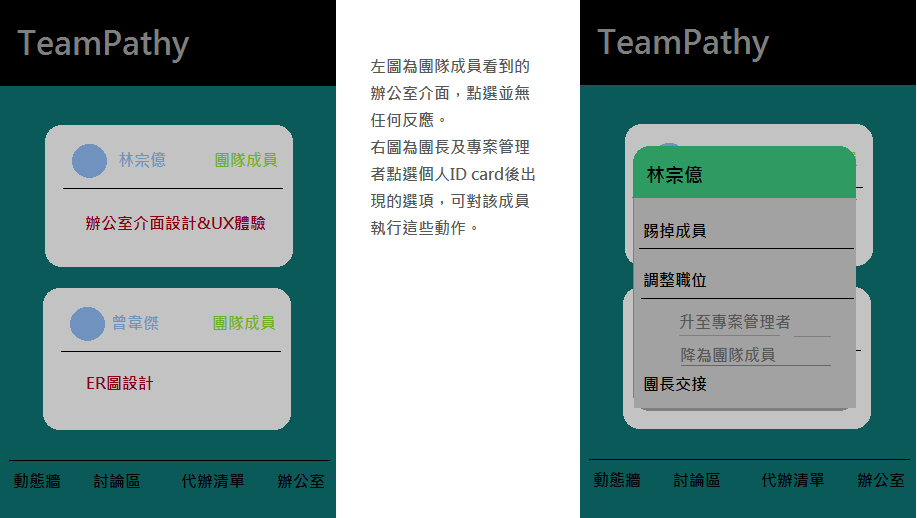 TeamPathy
林宗億 團隊成員
辦公室介面設計&UX體驗
曾韋傑 團隊成員
ER圖設計
動態牆 討論區 代辦清單 辦公室
左圖為團隊成員看到的
辦公室介面，點選並無
任何反應。
右圖為團長及專案管理
者點選個人ID card後出
現的選項，可對該成員
執行這些動作。
TeamPathy
林宗億
踢掉成員
調整職位
升至專案管理者
降為團隊成員
團長交接
動態牆 討論區 代辦清單 辦公室